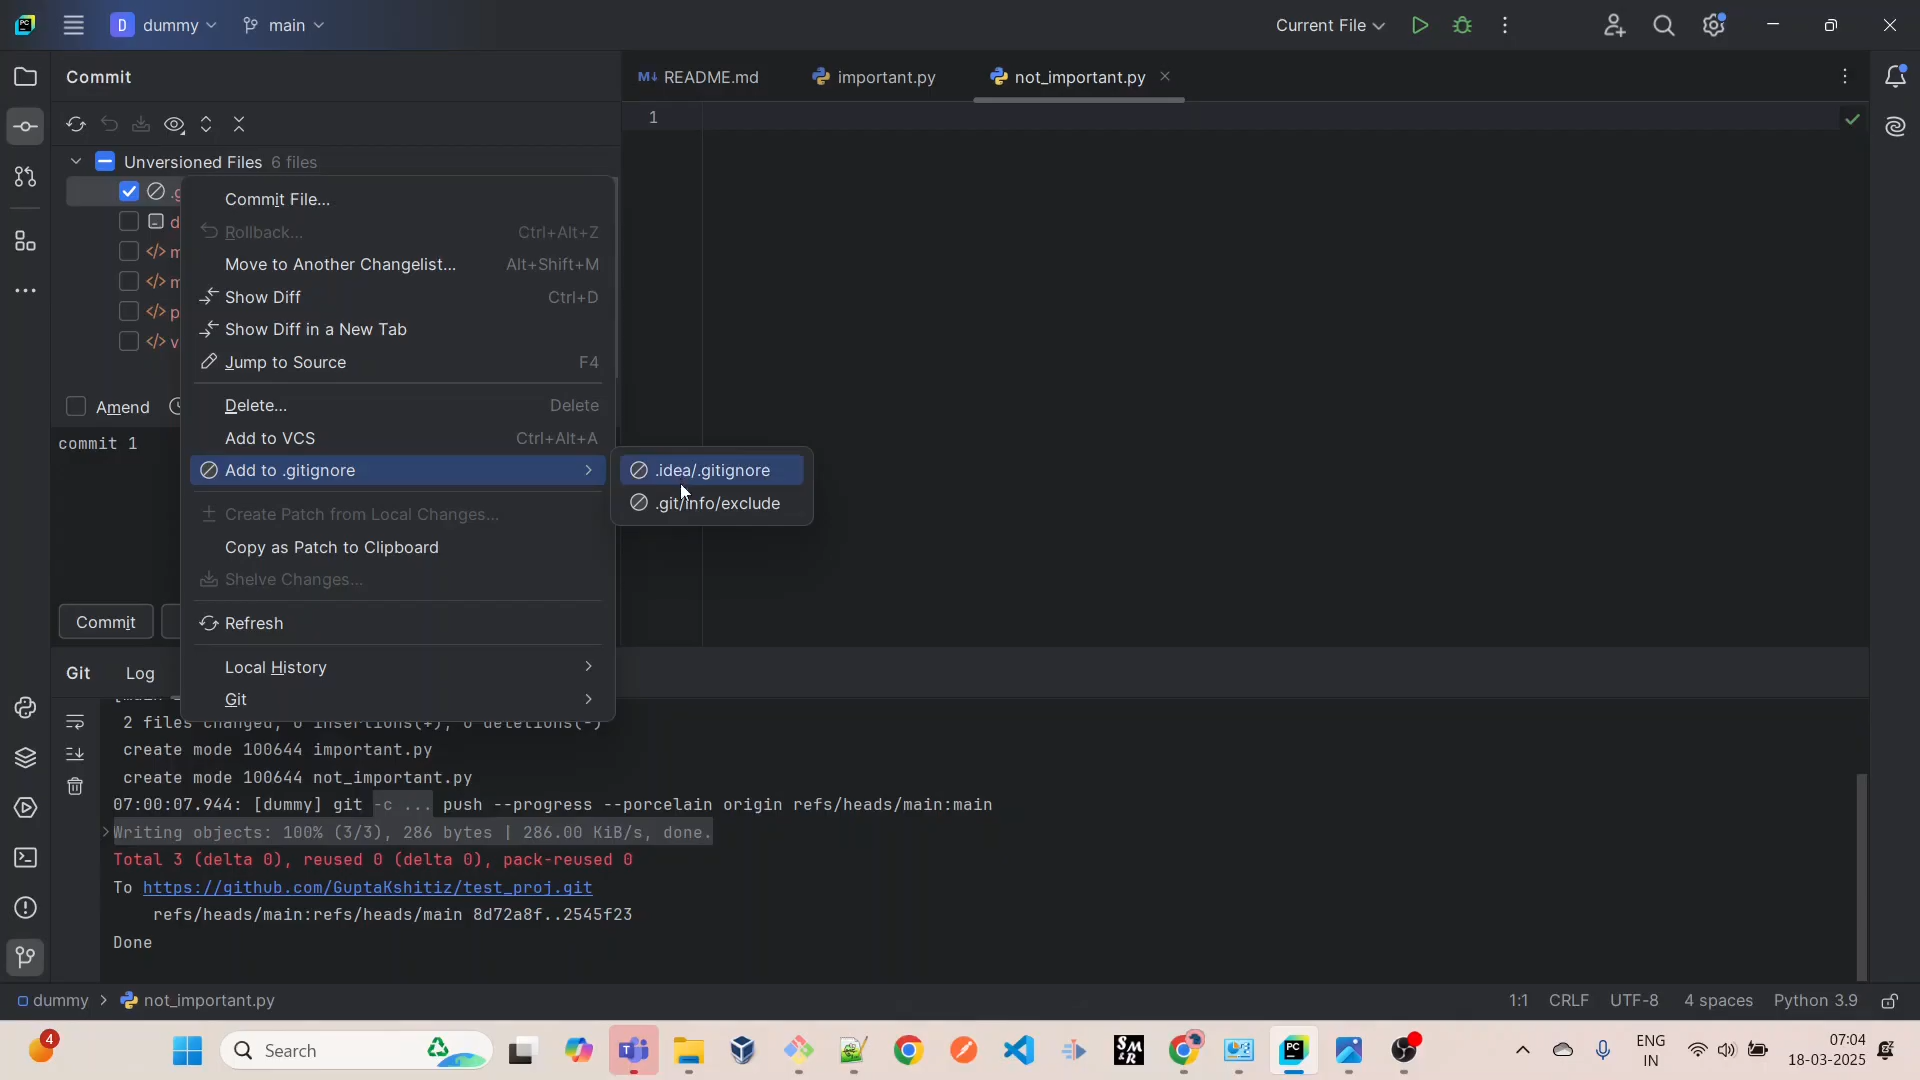 D dummy main Current File
Commit
README.md important.py not_important.py
1
Unversioned Files 6 files
.g
d
m
m
p
v
Commit File...
Rollback... Ctrl+Alt+Z
Move to Another Changelist... Alt+Shift+M
Show Diff Ctrl+D
Show Diff in a New Tab
Jump to Source F4
Delete... Delete
Add to VCS Ctrl+Alt+A
Add to .gitignore
.idea/.gitignore
.git/info/exclude
Create Patch from Local Changes...
Copy as Patch to Clipboard
Shelve Changes...
Refresh
Local History
Git
Amend
commit 1
Commit
Git Log
2 files changed, 0 insertions(+), 0 deletions(-)
create mode 100644 important.py
create mode 100644 not_important.py
07:00:07.944: [dummy] git -c ... push --progress --porcelain origin refs/heads/main:main
Writing objects: 100% (3/3), 286 bytes | 286.00 KiB/s, done.
Total 3 (delta 0), reused 0 (delta 0), pack-reused 0
To https://github.com/GuptaKshitiz/test_proj.git
refs/heads/main:refs/heads/main 8d72a8f..2545f23
Done
dummy > not_important.py 1:1 CRLF UTF-8 4 spaces Python 3.9
4 Search ENG IN 07:04
18-03-2025